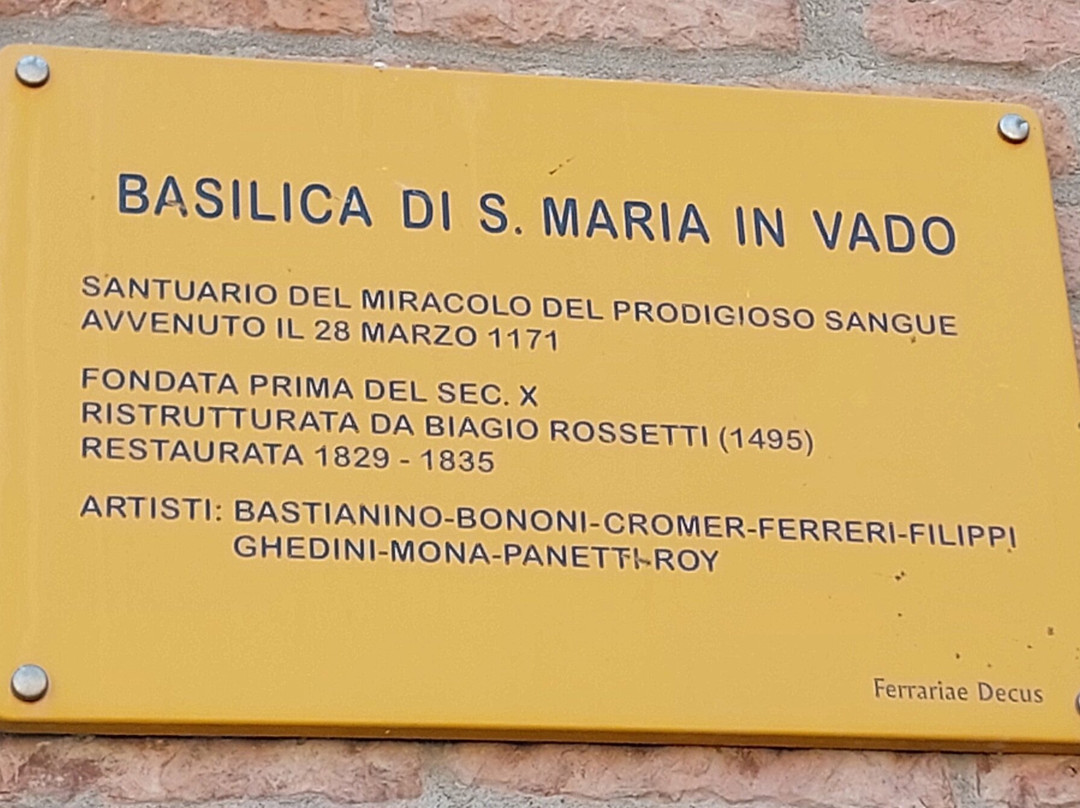 BASILICA DI S. MARIA IN VADO
SANTUARIO DEL MIRACOLO DEL PRODIGIOSO SANGUE
AVVENUTO IL 28 MARZO 1171
FONDATA PRIMA DEL SEC. X
RISTRUTTURATA DA BIAGIO ROSSETTI (1495)
RESTAURATA 1829 - 1835
ARTISTI: BASTIANINO-BONONI-CROMER-FERRERI-FILIPPI
GHEDINI-MONA-PANETTI-ROY
Ferrariae Decus